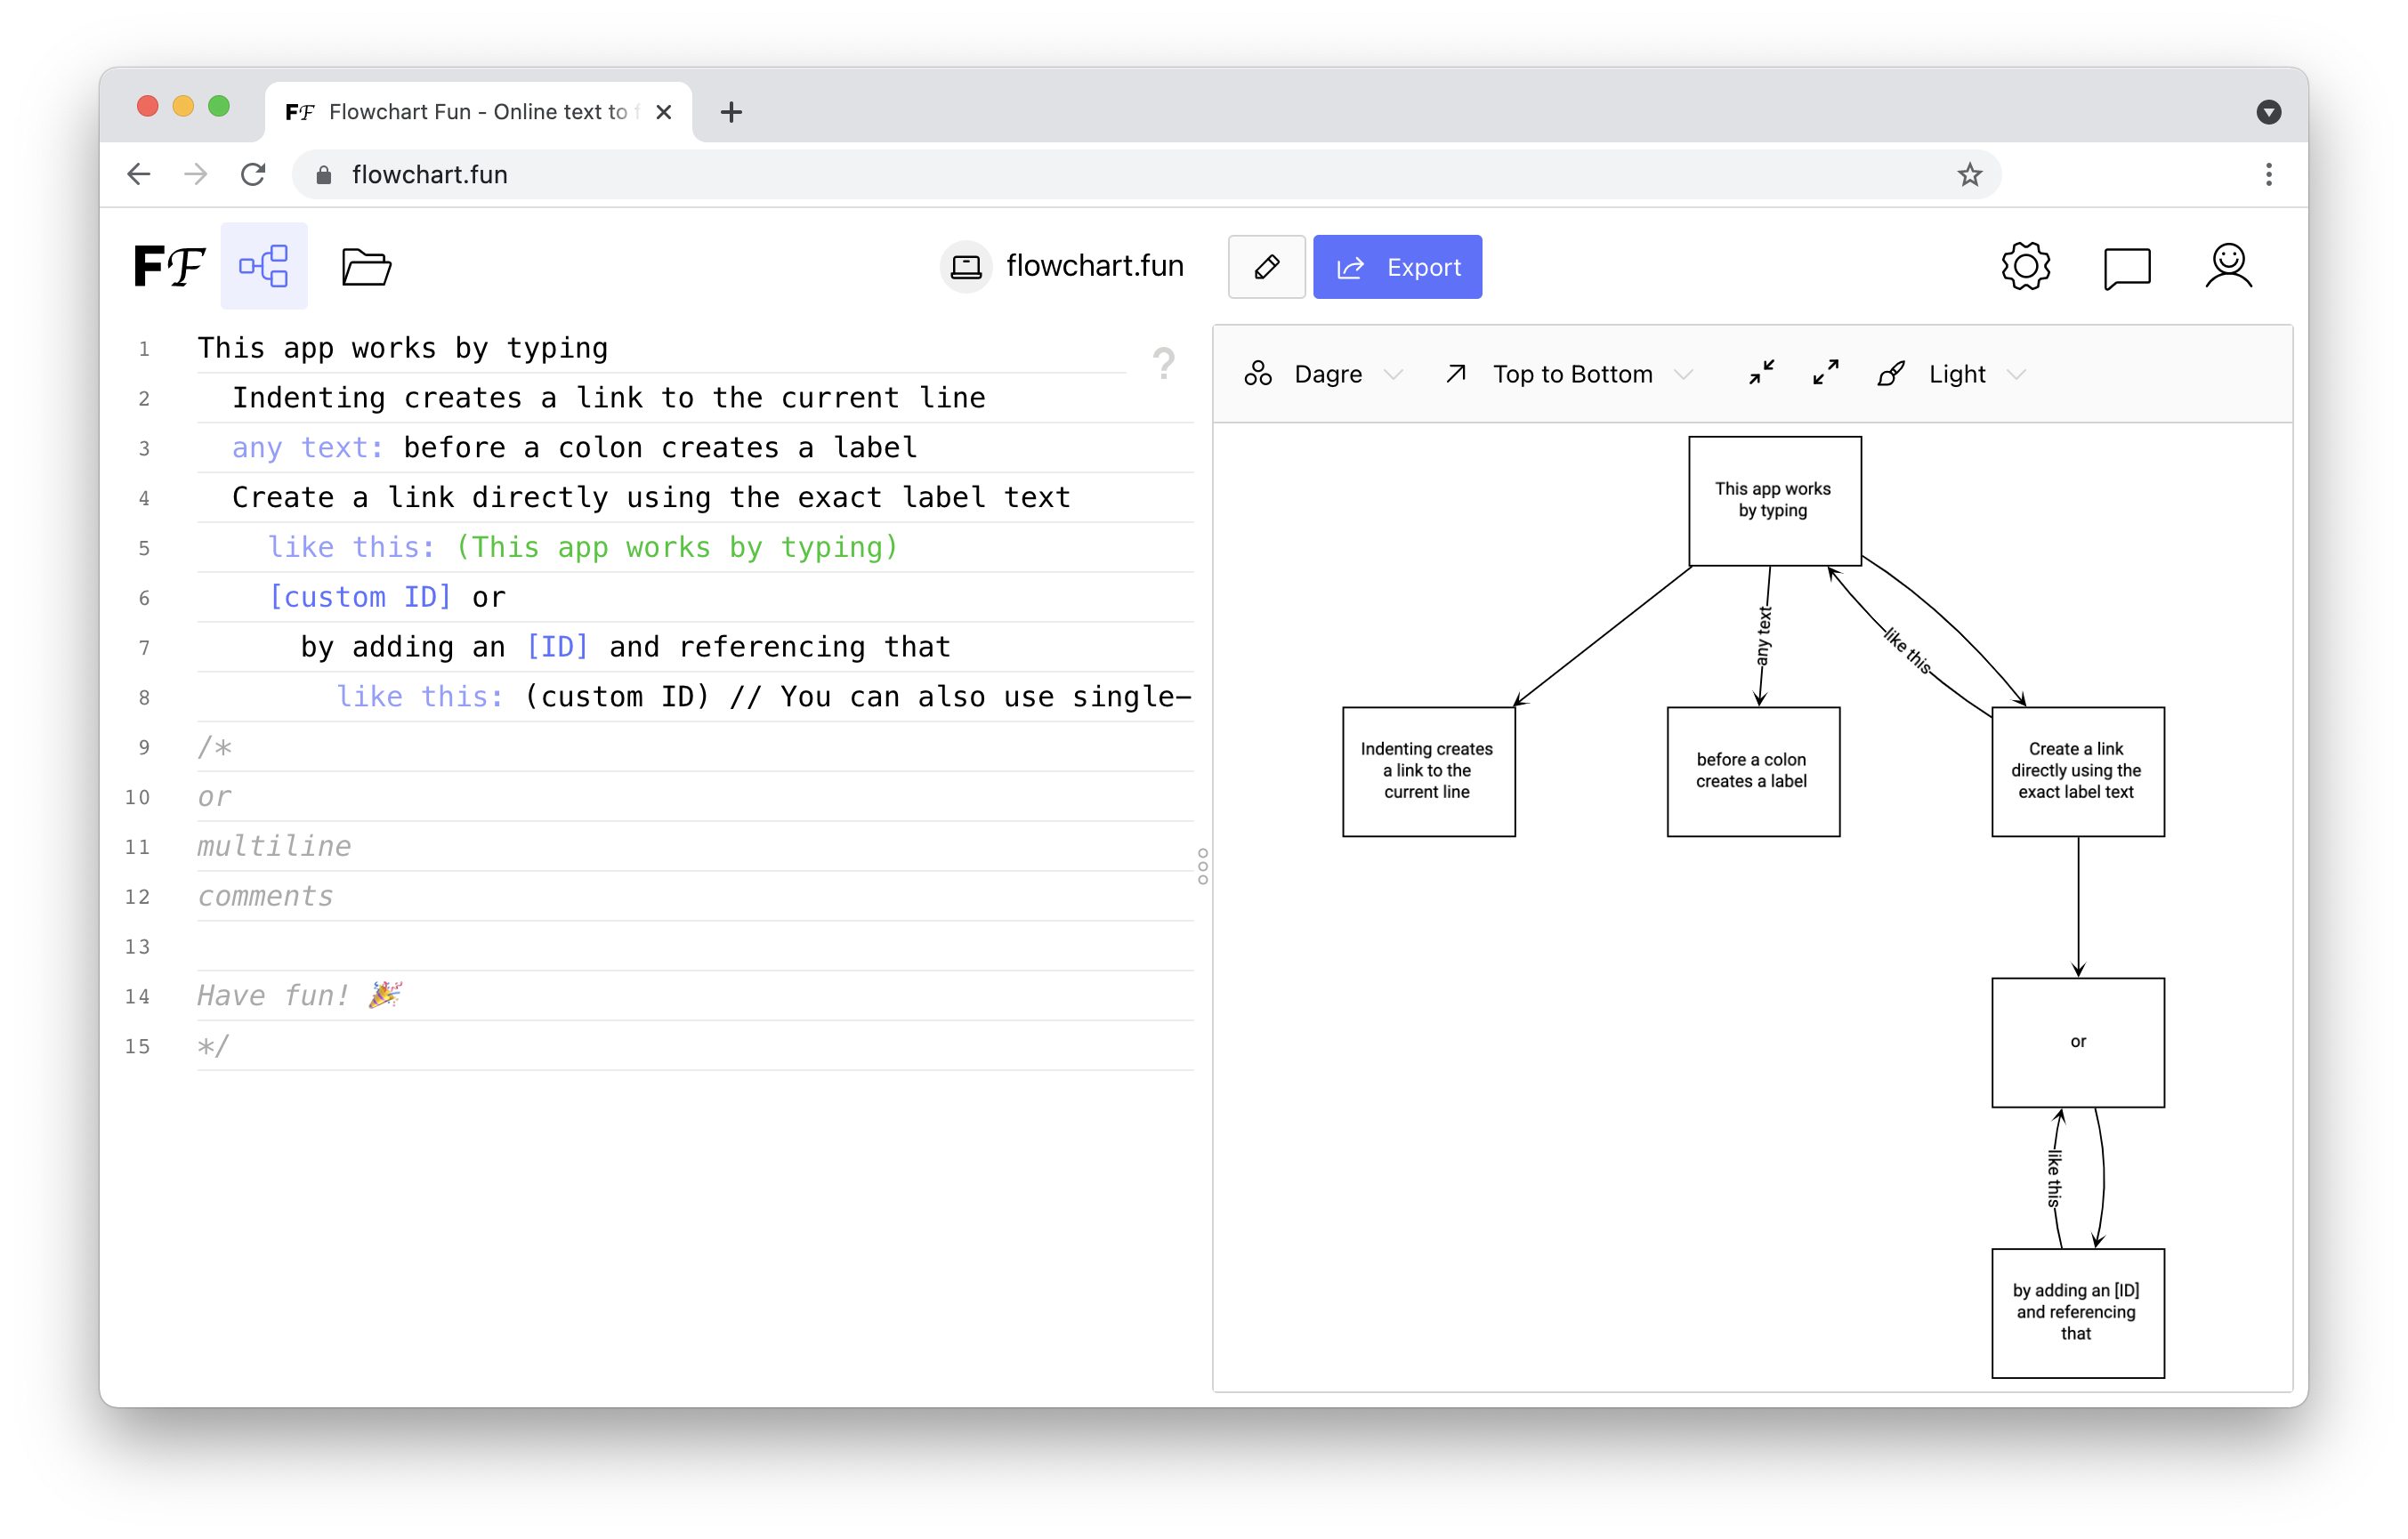 FF Flowchart Fun - Online text to f
flowchart.fun
FF
flowchart.fun
Export
1 This app works by typing
?
2 Indenting creates a link to the current line
3 any text: before a colon creates a label
4 Create a link directly using the exact label text
5 like this: (This app works by typing)
6 [custom ID] or
7 by adding an [ID] and referencing that
8 like this: (custom ID) // You can also use single-
9 /*
10 or
11 multiline
12 comments
13
14 Have fun! 🎉
15 */
Dagre
Top to Bottom
Light
This app works
by typing
any text
like this
Indenting creates
a link to the
current line
before a colon
creates a label
Create a link
directly using the
exact label text
or
like this
by adding an [ID]
and referencing
that